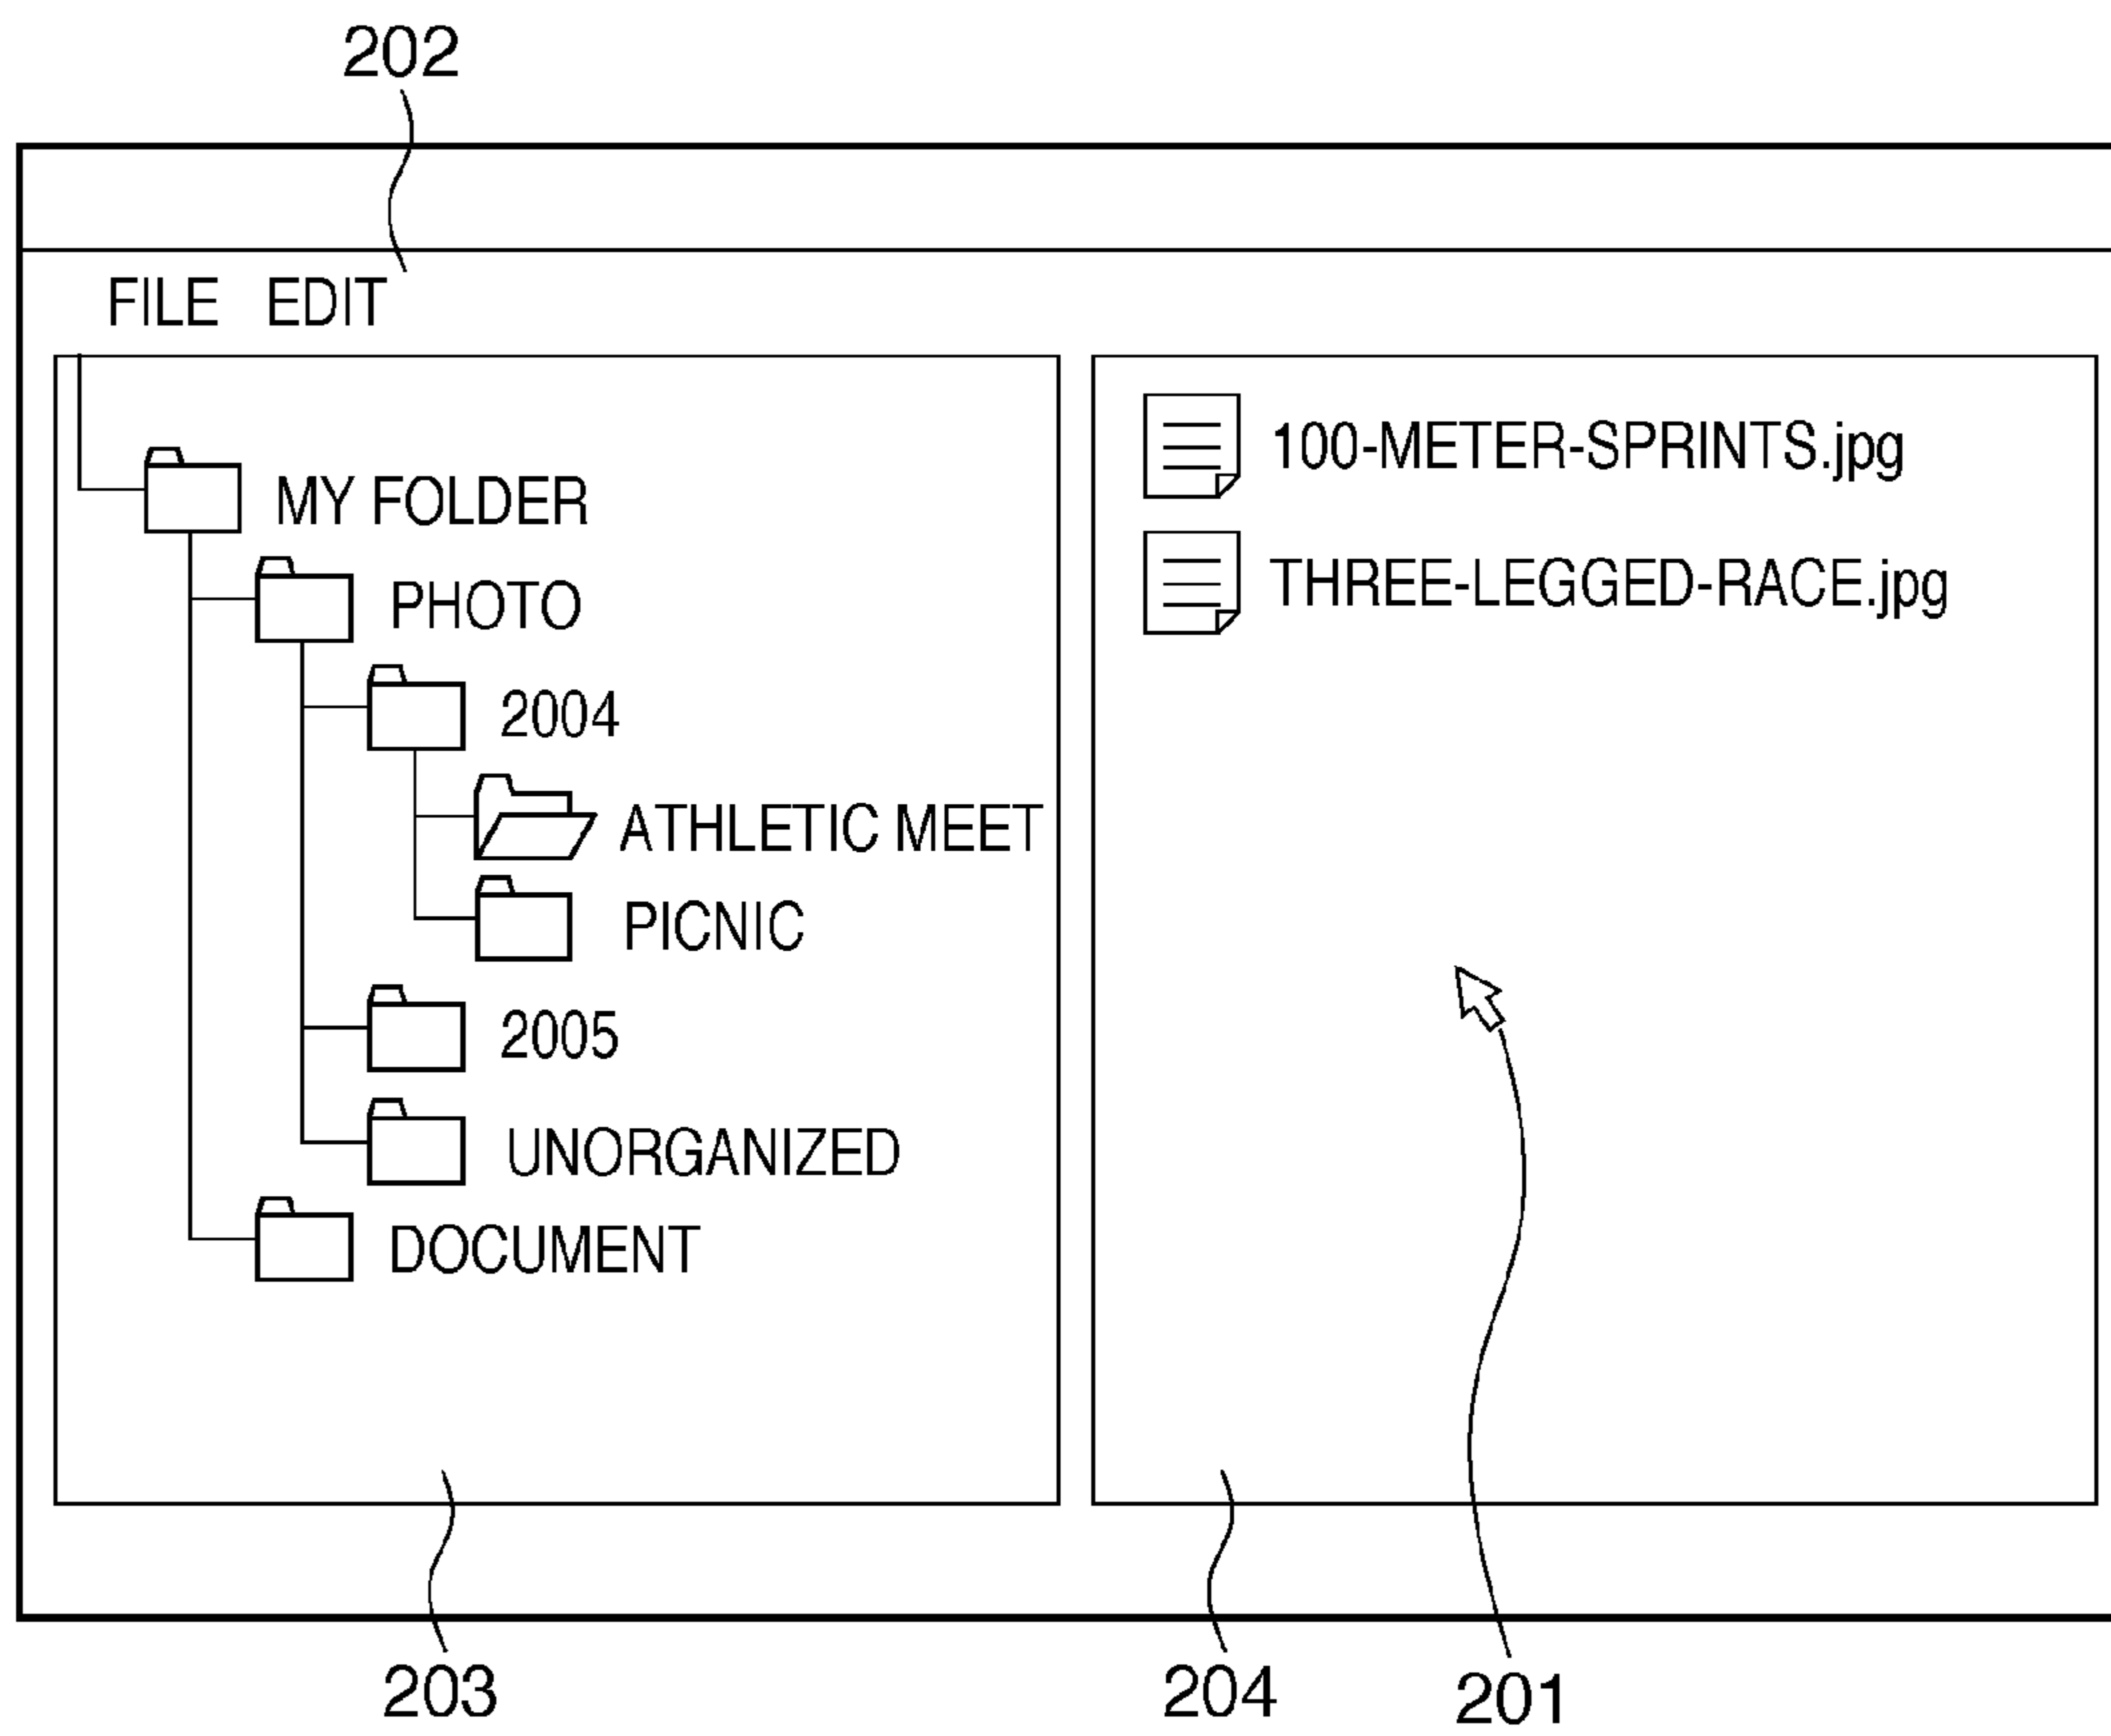 202
FILE EDIT
MY FOLDER
PHOTO
2004
ATHLETIC MEET
PICNIC
2005
UNORGANIZED
DOCUMENT
100-METER-SPRINTS.jpg
THREE-LEGGED-RACE.jpg
203
204
201